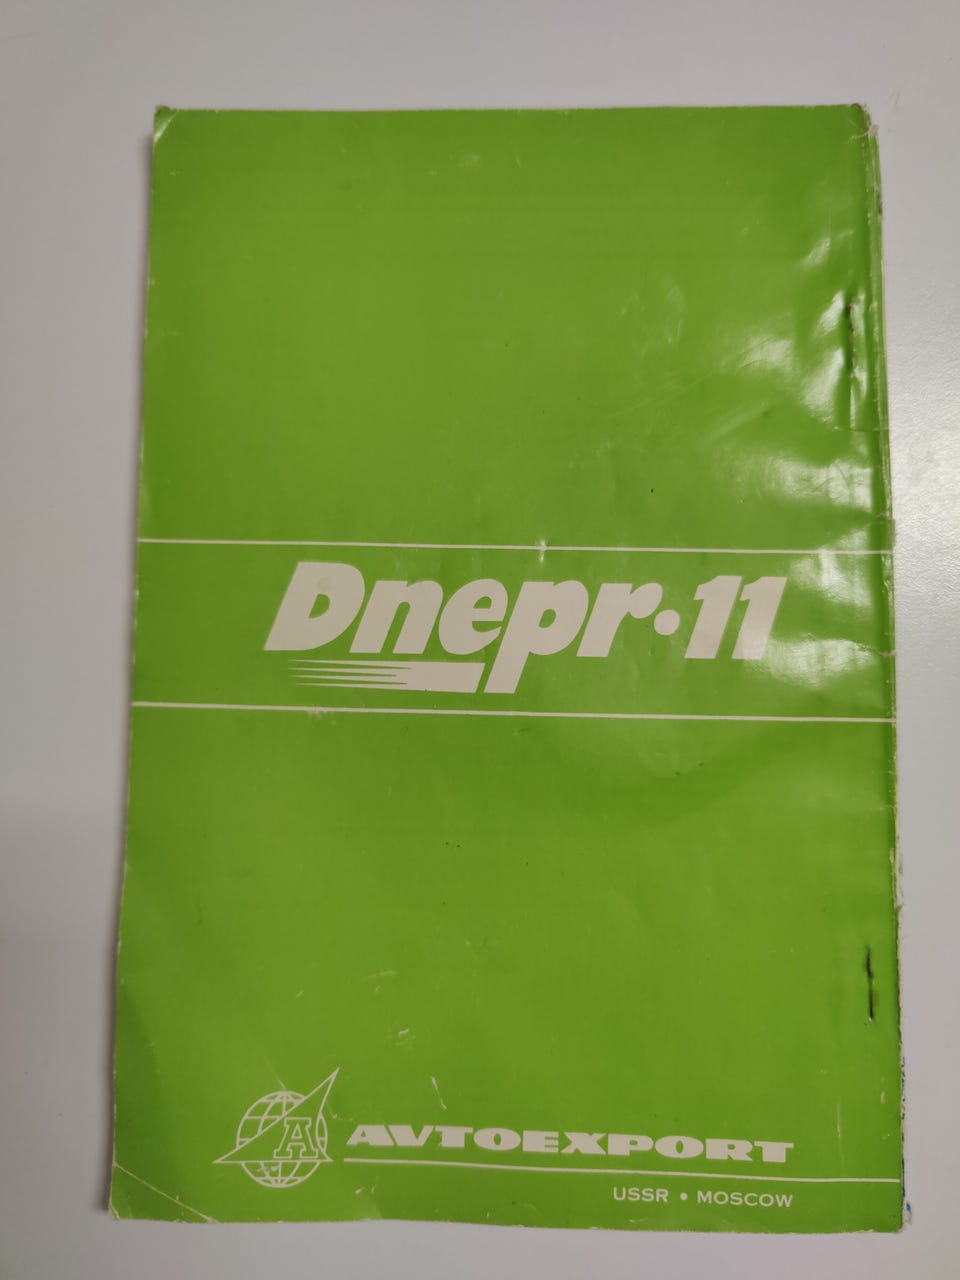 Dnepr·11
A
AVTOEXPORT
USSR • MOSCOW